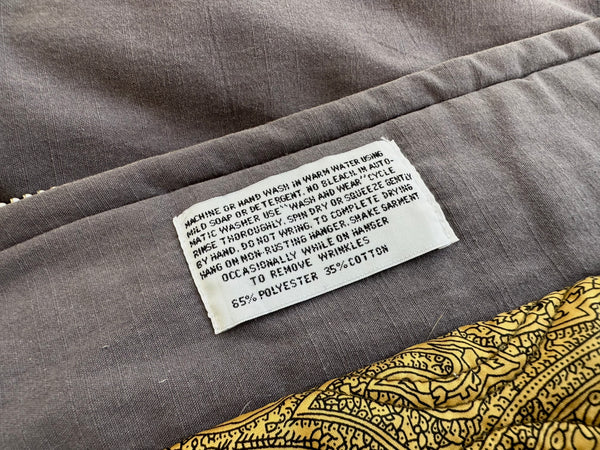 MACHINE OR HAND WASH IN WARM WATER USING
MILD SOAP OR DETERGENT. NO BLEACH. IN AUTO-
MATIC WASHER USE "WASH AND WEAR" CYCLE
RINSE THOROUGHLY. SPIN DRY OR SQUEEZE GENTLY
BY HAND. DO NOT WRING. TO COMPLETE DRYING
HANG ON NON-RUSTING HANGER. SHAKE GARMENT
OCCASIONALLY WHILE ON HANGER
TO REMOVE WRINKLES
65% POLYESTER 35% COTTON